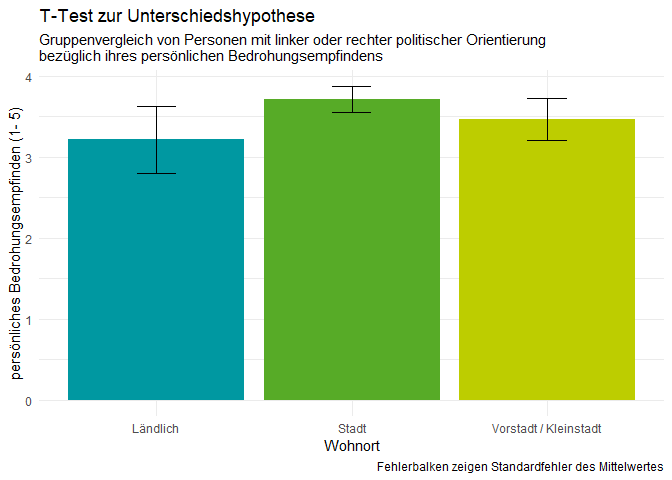 T-Test zur Unterschiedshypothese
Gruppenvergleich von Personen mit linker oder rechter politischer Orientierung
bezüglich ihres persönlichen Bedrohungsempfindens
persönliches Bedrohungsempfinden (1- 5)
4
3
2
1
0
Ländlich
Stadt
Vorstadt / Kleinstadt
Wohnort
Fehlerbalken zeigen Standardfehler des Mittelwertes